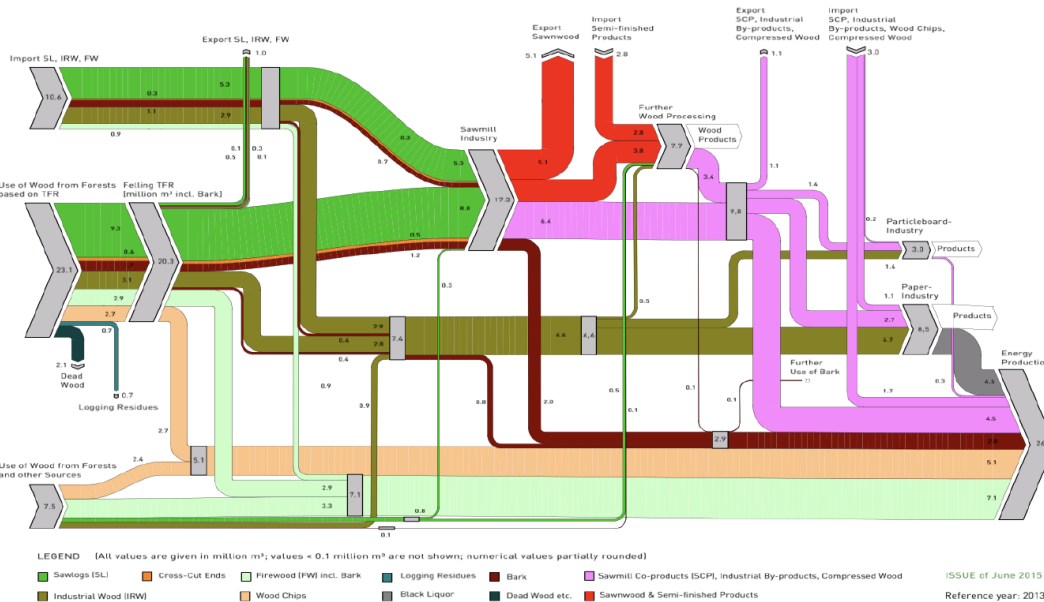 Export SL, IRW, FW
1.0
Import SL, IRW, FW
10.6
5.3
0.3
1.1
2.9
0.9
0.1
0.5
0.3
0.1
0.3
0.7
Export
Sawnwood
5.1
Import
Semi-finished
Products
2.8
Export
SCP, Industrial
By-products,
Compressed Wood
1.1
Import
SCP, Industrial
By-products, Wood Chips,
Compressed Wood
3.0
Sawmill
Industry
5.3
8.8
17.3
5.1
2.8
3.8
6.4
Further
Wood Processing
7.7
Wood
Products
3.4
9,8
1.1
1.4
0.2
Particleboard-
Industry
3.0
Products
1.4
1.1
Paper-
Industry
2.7
8,5
Products
4.7
Use of Wood from Forests
based on TFR
Felling TFR
[million m³ incl. Bark]
9.3
0.6
23.1
3.1
2.9
2.7
20.3
0.5
1.2
0.7
2.1
Dead
Wood
0.7
Logging Residues
2.9
0.4
2.8
0.4
7.4
6.6
6,6
0.3
0.5
0.9
0.9
0.8
2.0
0.5
0.1
0.1
0.1
Further
Use of Bark
Energy
Productio
4.5
0.3
1.7
4.5
2.9
26
2.7
2.4
5.1
5.1
7.1
Use of Wood from Forests
and other Sources
7.5
2.9
3.3
7.1
0.8
0.1
LEGEND [All values are given in million m³; values < 0.1 million m³ are not shown; numerical values partially rounded]
Sawlogs (SL) Cross-Cut Ends Firewood (FW) incl. Bark Logging Residues Bark Sawmill Co-products (SCP), Industrial By-products, Compressed Wood
Industrial Wood (IRW) Wood Chips Black Liquor Dead Wood etc. Sawnwood & Semi-finished Products
ISSUE of June 2015
Reference year: 2013